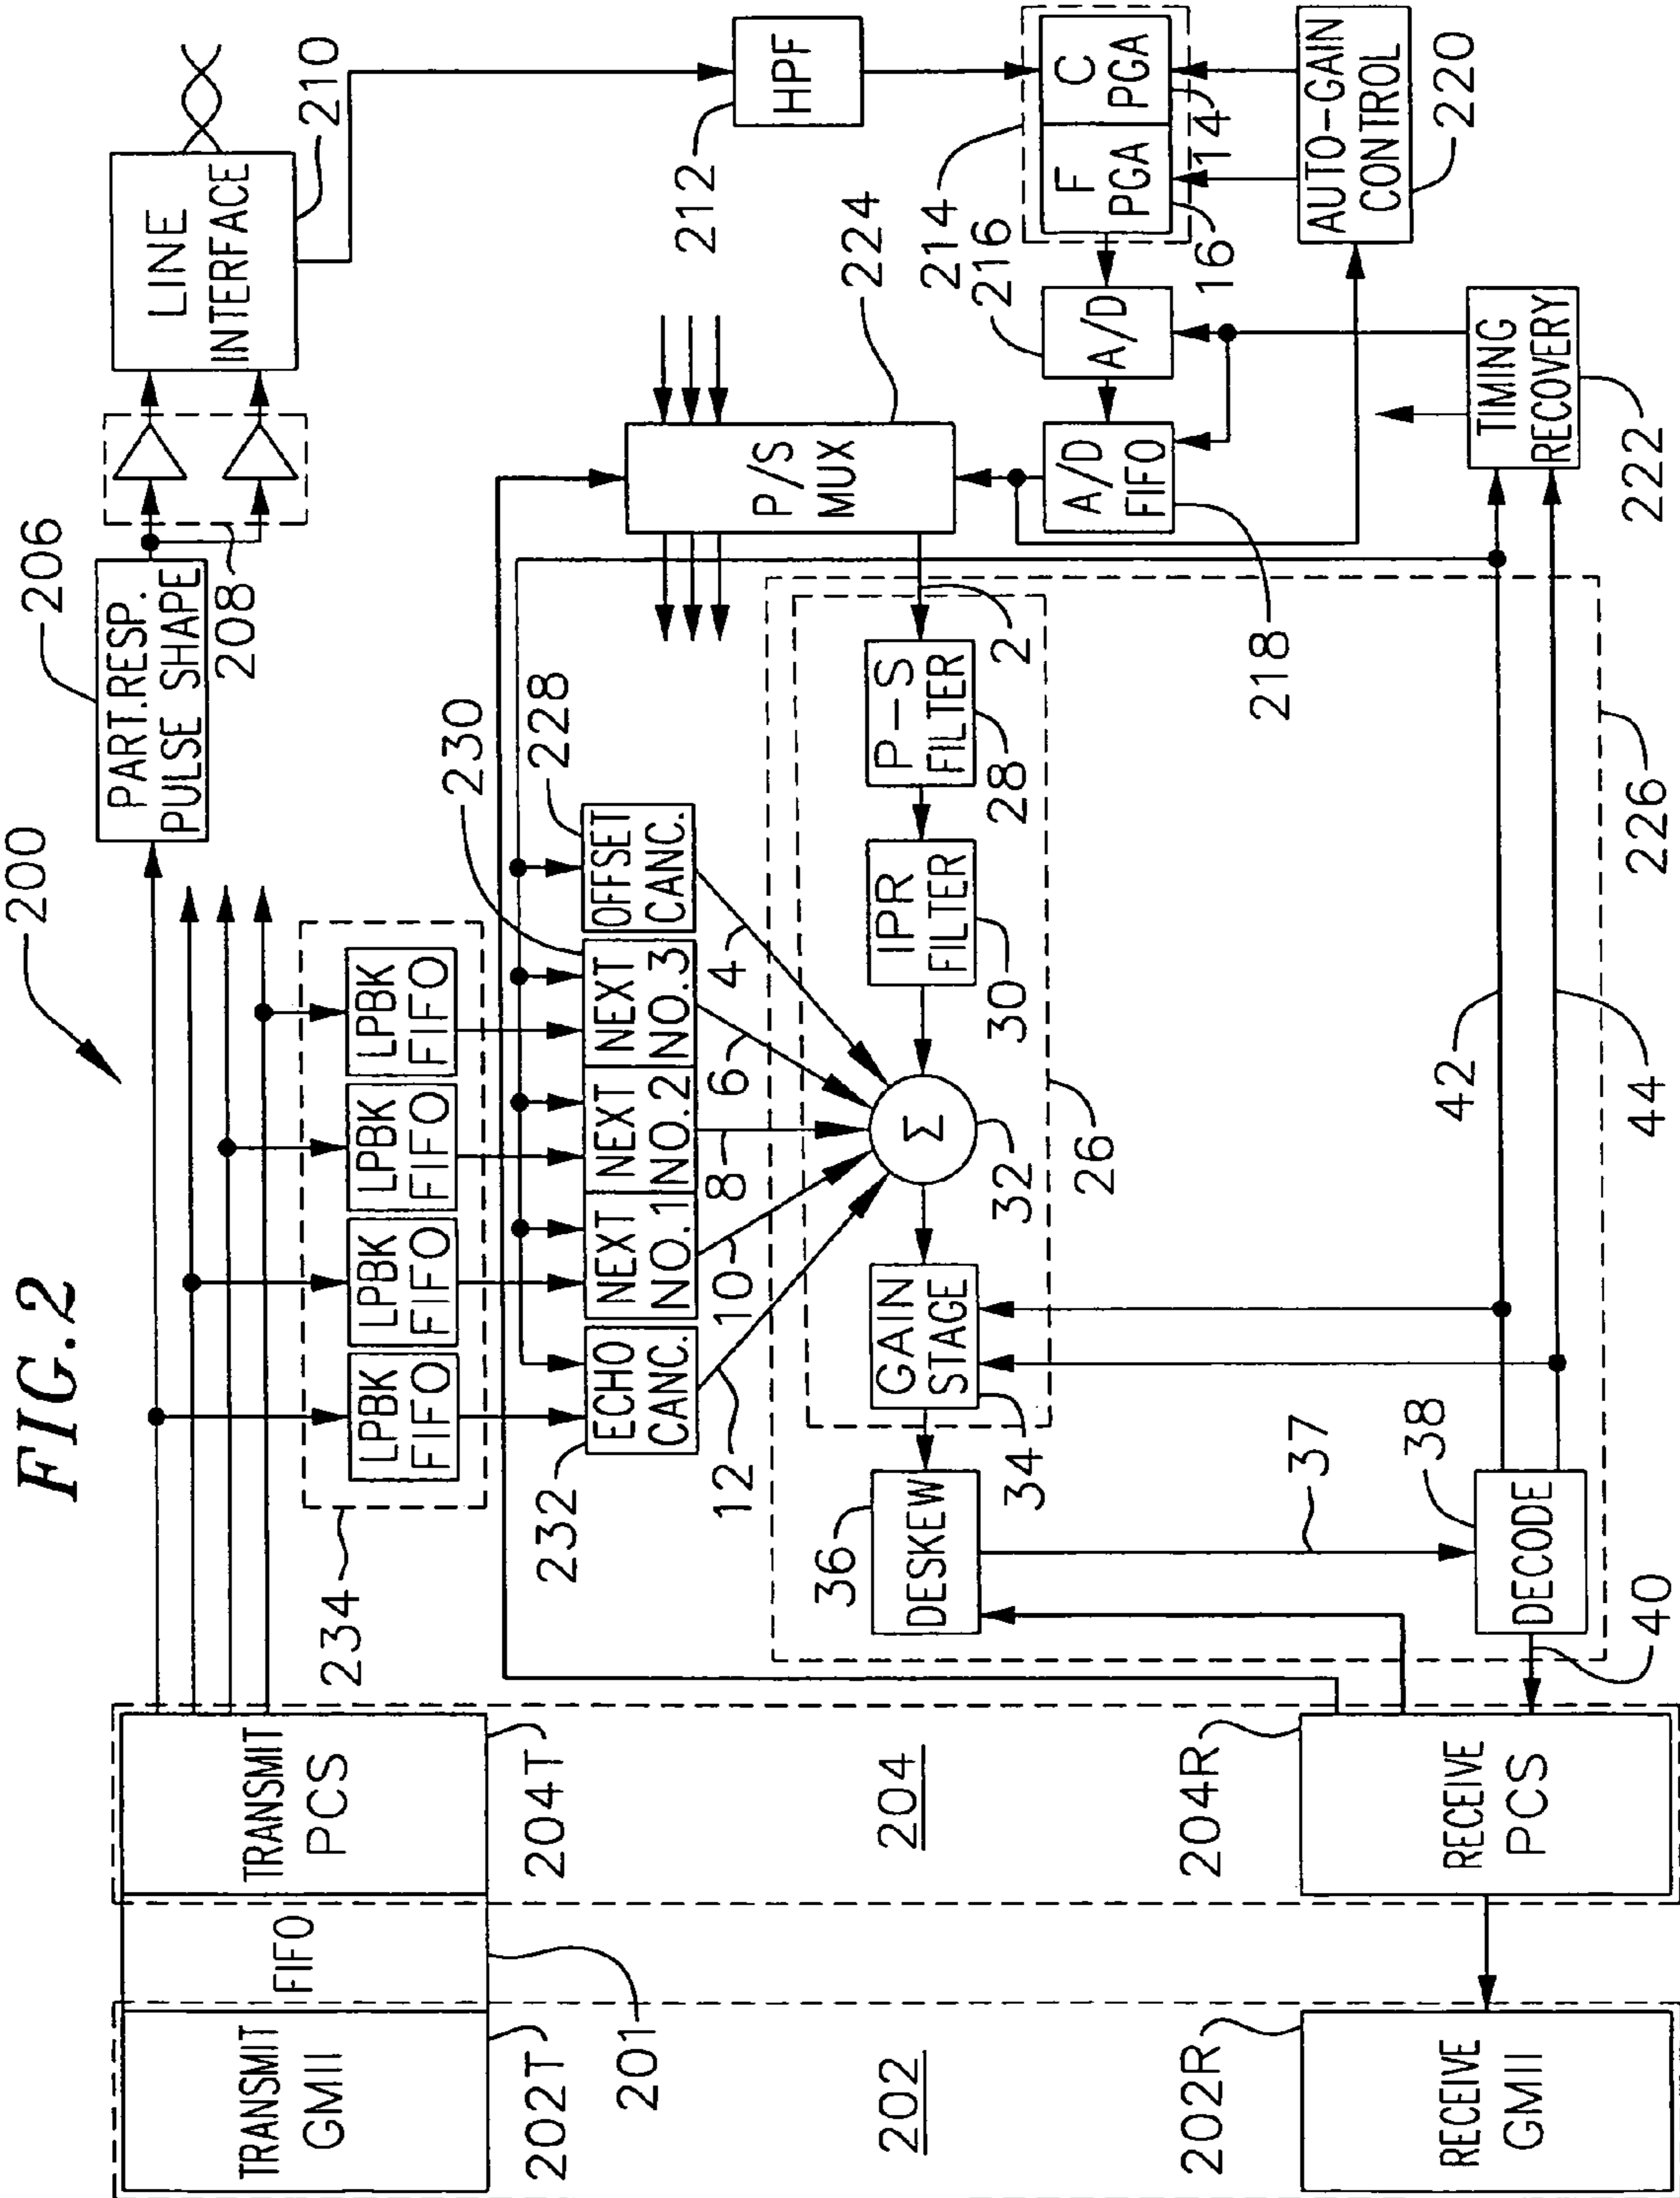 FIG.2
200
TRANSMIT
GMII
202T
FIFO
201
TRANSMIT
PCS
204T
202
204
RECEIVE
GMII
202R
RECEIVE
PCS
204R
PART.RESP.
PULSE SHAPE
206
208
LINE
INTERFACE
210
LPBK
FIFO
LPBK
FIFO
LPBK
FIFO
LPBK
FIFO
234
ECHO
CANC.
232
NEXT
NO.1
NEXT
NO.2
NEXT
NO.3
230
OFFSET
CANC.
228
12
10
8
6
4
2
HPF
212
P/S
MUX
224
C
PGA
14
F
PGA
16
214
A/D
216
A/D
FIFO
218
AUTO-GAIN
CONTROL
220
TIMING
RECOVERY
222
P-S
FILTER
28
IPR
FILTER
30
Σ
32
26
GAIN
STAGE
34
DESKEW
36
37
DECODE
38
40
42
44
226